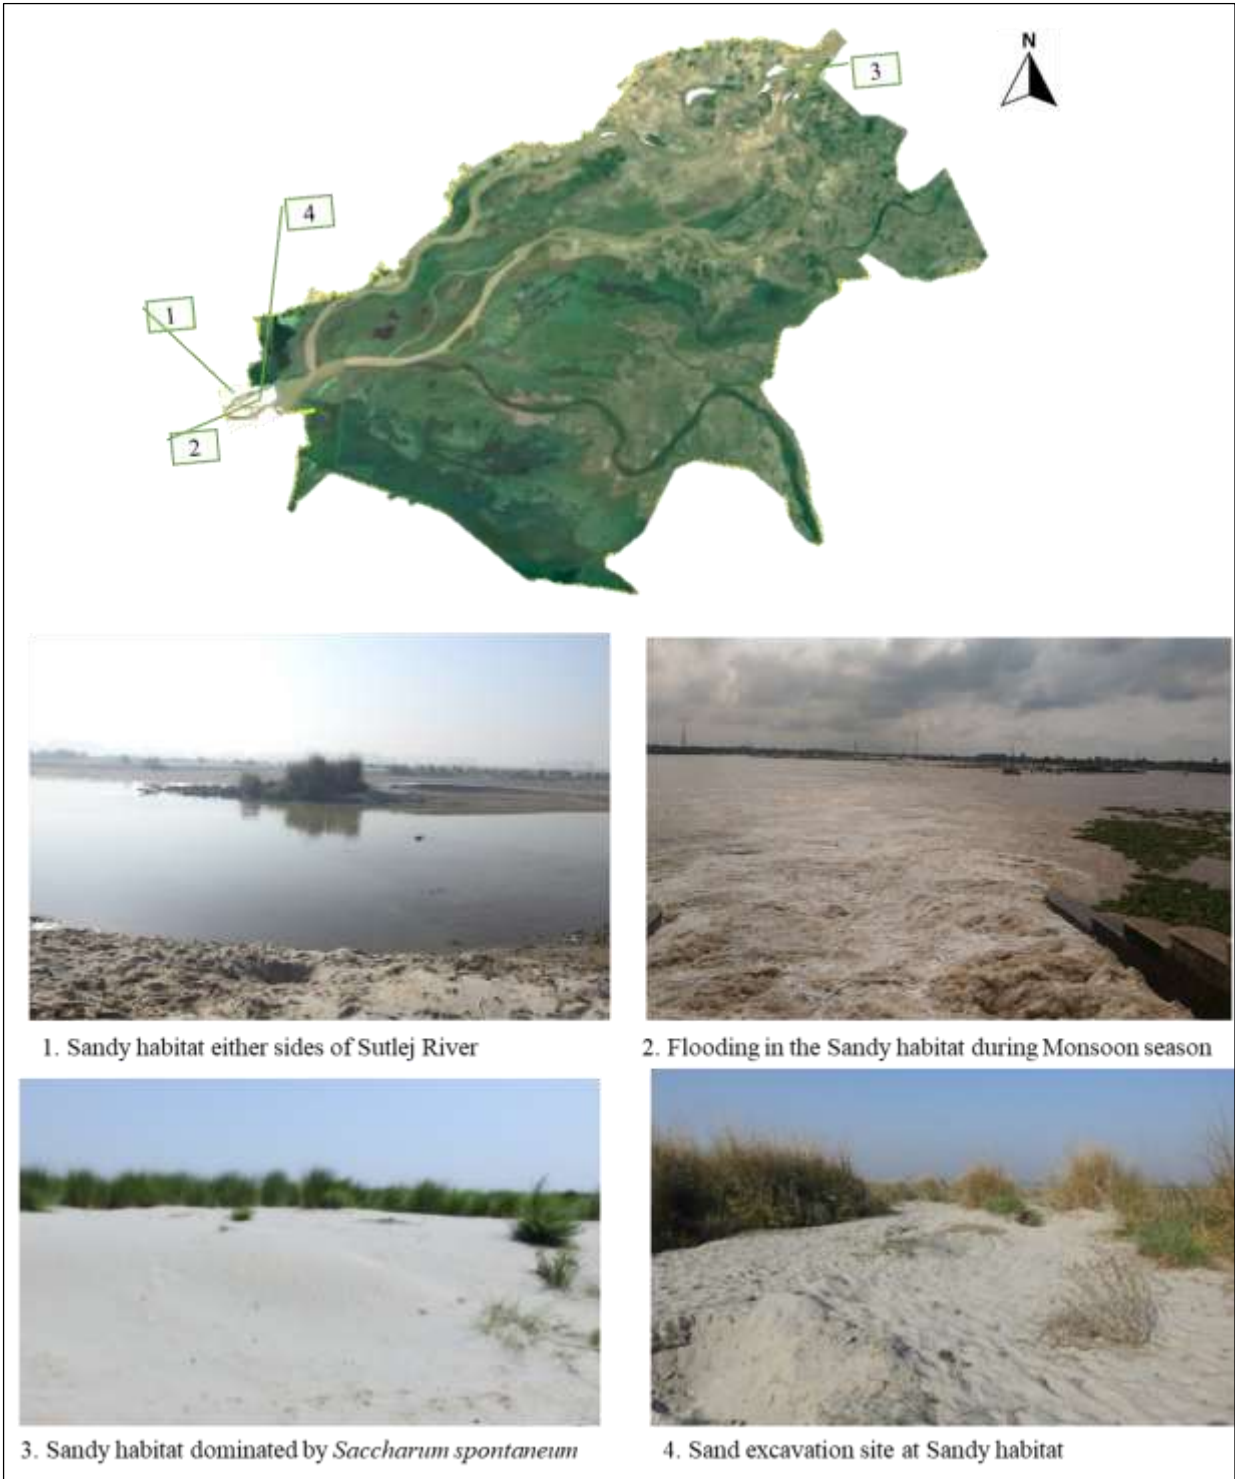 N
3
4
1
2
1. Sandy habitat either sides of Sutlej River
2. Flooding in the Sandy habitat during Monsoon season
3. Sandy habitat dominated by Saccharum spontaneum
4. Sand excavation site at Sandy habitat